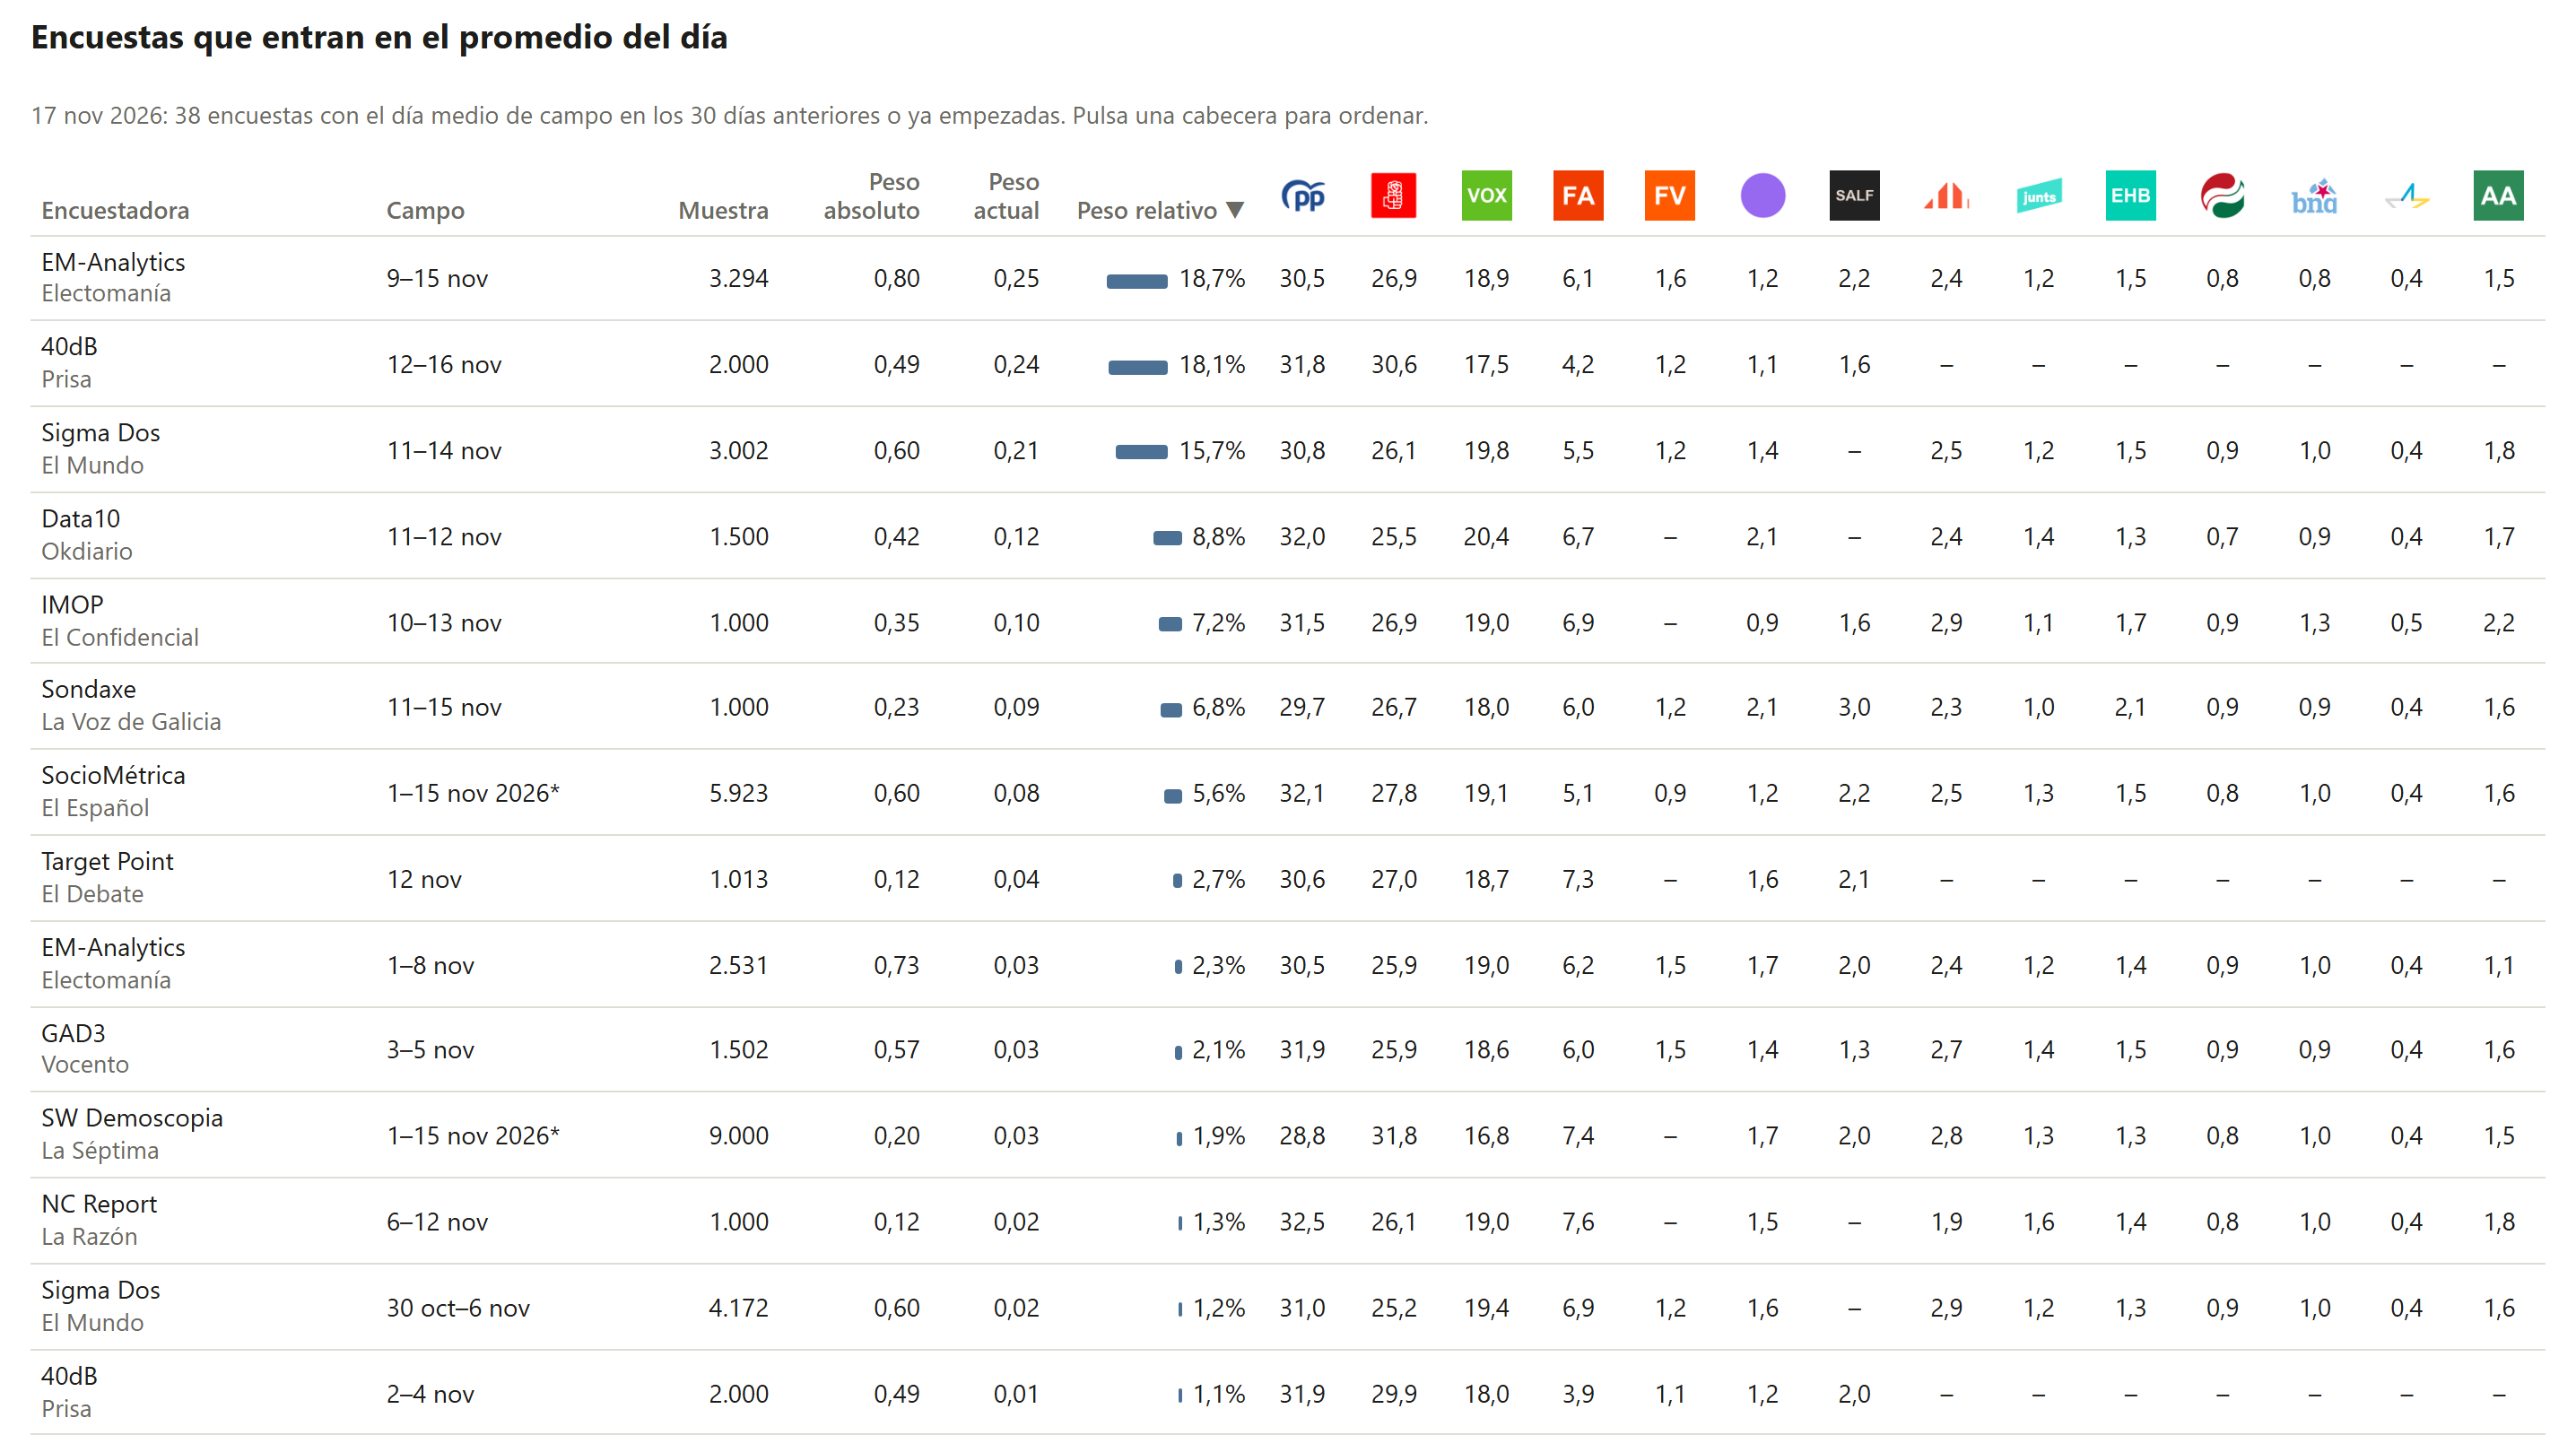 Encuestas que entran en el promedio del día
17 nov 2026: 38 encuestas con el día medio de campo en los 30 días anteriores o ya empezadas. Pulsa una cabecera para ordenar.
Encuestadora Campo Muestra Peso absoluto Peso actual Peso relativo ▼ PP VOX FA FV SALF junts EHB bng AA
EM-Analytics 9–15 nov 3.294 0,80 0,25 18,7% 30,5 26,9 18,9 6,1 1,6 1,2 2,2 2,4 1,2 1,5 0,8 0,8 0,4 1,5
Electomanía
40dB 12–16 nov 2.000 0,49 0,24 18,1% 31,8 30,6 17,5 4,2 1,2 1,1 1,6 – – – – – – –
Prisa
Sigma Dos 11–14 nov 3.002 0,60 0,21 15,7% 30,8 26,1 19,8 5,5 1,2 1,4 – 2,5 1,2 1,5 0,9 1,0 0,4 1,8
El Mundo
Data10 11–12 nov 1.500 0,42 0,12 8,8% 32,0 25,5 20,4 6,7 – 2,1 – 2,4 1,4 1,3 0,7 0,9 0,4 1,7
Okdiario
IMOP 10–13 nov 1.000 0,35 0,10 7,2% 31,5 26,9 19,0 6,9 – 0,9 1,6 2,9 1,1 1,7 0,9 1,3 0,5 2,2
El Confidencial
Sondaxe 11–15 nov 1.000 0,23 0,09 6,8% 29,7 26,7 18,0 6,0 1,2 2,1 3,0 2,3 1,0 2,1 0,9 0,9 0,4 1,6
La Voz de Galicia
SocioMétrica 1–15 nov 2026* 5.923 0,60 0,08 5,6% 32,1 27,8 19,1 5,1 0,9 1,2 2,2 2,5 1,3 1,5 0,8 1,0 0,4 1,6
El Español
Target Point 12 nov 1.013 0,12 0,04 2,7% 30,6 27,0 18,7 7,3 – 1,6 2,1 – – – – – – –
El Debate
EM-Analytics 1–8 nov 2.531 0,73 0,03 2,3% 30,5 25,9 19,0 6,2 1,5 1,7 2,0 2,4 1,2 1,4 0,9 1,0 0,4 1,1
Electomanía
GAD3 3–5 nov 1.502 0,57 0,03 2,1% 31,9 25,9 18,6 6,0 1,5 1,4 1,3 2,7 1,4 1,5 0,9 0,9 0,4 1,6
Vocento
SW Demoscopia 1–15 nov 2026* 9.000 0,20 0,03 1,9% 28,8 31,8 16,8 7,4 – 1,7 2,0 2,8 1,3 1,3 0,8 1,0 0,4 1,5
La Séptima
NC Report 6–12 nov 1.000 0,12 0,02 1,3% 32,5 26,1 19,0 7,6 – 1,5 – 1,9 1,6 1,4 0,8 1,0 0,4 1,8
La Razón
Sigma Dos 30 oct–6 nov 4.172 0,60 0,02 1,2% 31,0 25,2 19,4 6,9 1,2 1,6 – 2,9 1,2 1,3 0,9 1,0 0,4 1,6
El Mundo
40dB 2–4 nov 2.000 0,49 0,01 1,1% 31,9 29,9 18,0 3,9 1,1 1,2 2,0 – – – – – – –
Prisa